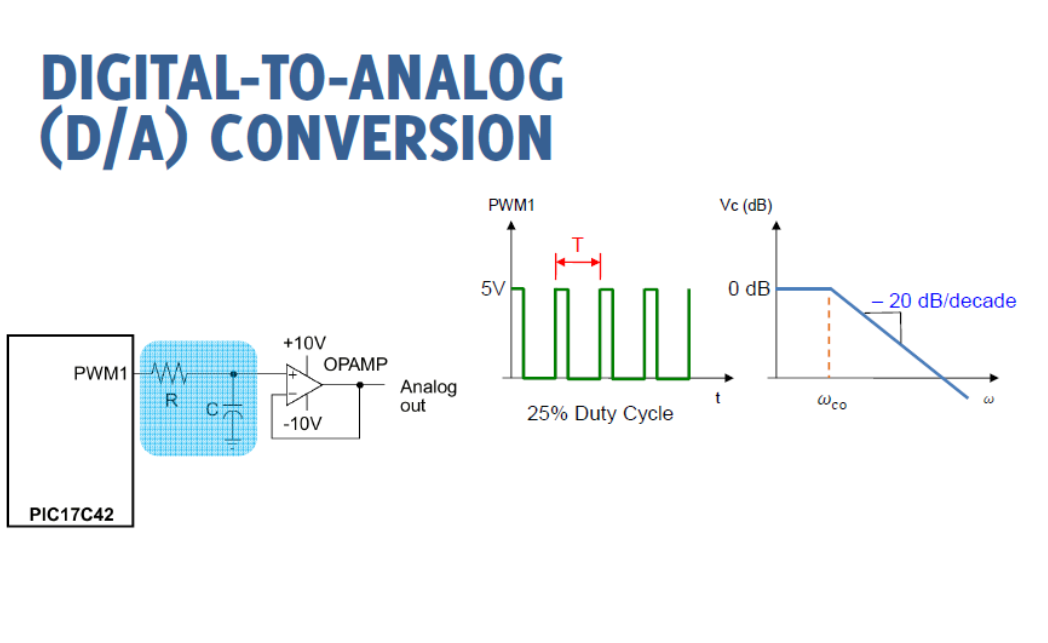 DIGITAL-TO-ANALOG
(D/A) CONVERSION
PWM1
R
C
PIC17C42
+10V
OPAMP
+
−
-10V
Analog
out
PWM1
T
5V
t
25% Duty Cycle
Vc (dB)
0 dB
– 20 dB/decade
ωco
ω